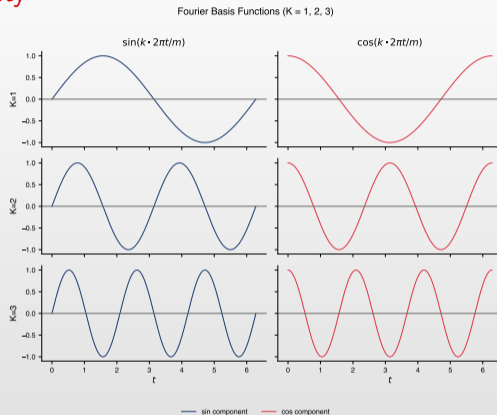 Fourier Basis Functions (K = 1, 2, 3)
sin(k • 2πt/m)
cos(k • 2πt/m)
K=1
1.0
0.5
0.0
−0.5
−1.0
K=2
1.0
0.5
0.0
−0.5
−1.0
K=3
1.0
0.5
0.0
−0.5
−1.0
0 1 2 3 4 5 6
t
0 1 2 3 4 5 6
t
sin component
cos component